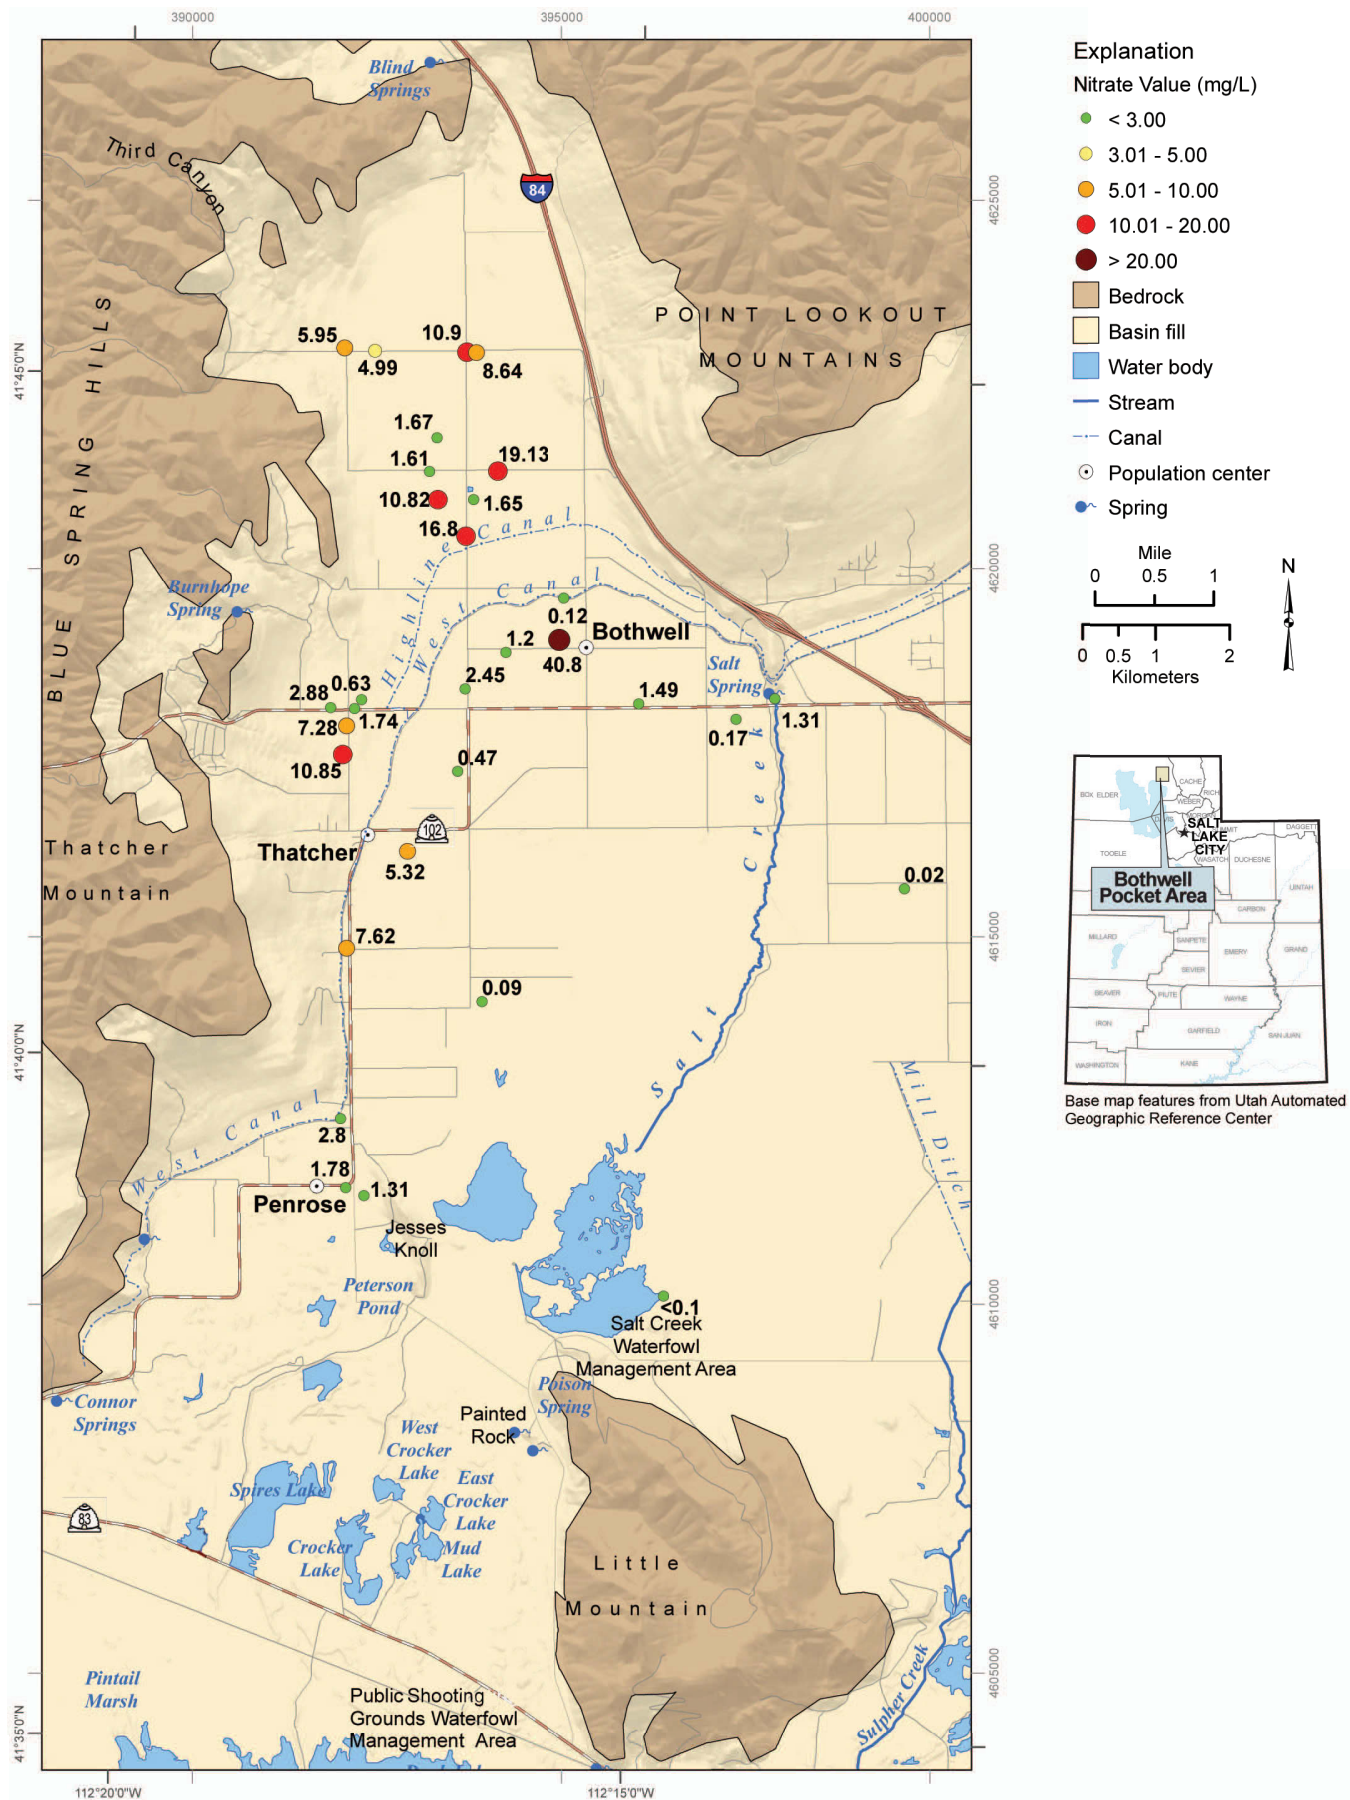 390000
395000
400000
Blind
Springs
Third Canyon
84
4625000
POINT LOOKOUT
MOUNTAINS
BLUE SPRING HILLS
41°45'0"N
5.95
4.99
10.9
8.64
1.67
1.61
19.13
10.82
1.65
16.8
Highline Canal
4620000
West Canal
Burnhope
Spring
0.12
Bothwell
1.2
40.8
2.45
Salt
Spring
2.88
0.63
1.49
1.74
7.28
0.17
1.31
10.85
0.47
Salt Creek
102
Thatcher
5.32
Thatcher
Mountain
0.02
7.62
4615000
0.09
41°40'0"N
Mill Ditch
West Canal
2.8
1.78
Penrose
1.31
Jesses
Knoll
Peterson
Pond
<0.1
4610000
Salt Creek
Waterfowl
Management Area
Connor
Springs
Poison
Spring
Painted
Rock
West
Crocker
Lake
East
Crocker
Lake
Spires Lake
83
Crocker
Lake
Mud
Lake
Little
Mountain
4605000
Pintail
Marsh
Public Shooting
Grounds Waterfowl
Management Area
Sulpher Creek
41°35'0"N
112°20'0"W
112°15'0"W
Explanation
Nitrate Value (mg/L)
< 3.00
3.01 - 5.00
5.01 - 10.00
10.01 - 20.00
> 20.00
Bedrock
Basin fill
Water body
Stream
Canal
Population center
Spring
Mile
0 0.5 1
0 0.5 1 2
Kilometers
N
BOX ELDER
CACHE
RICH
WEBER
SALT
LAKE
CITY
TOOELE
WASATCH
DUCHESNE
DAGGETT
UINTAH
Bothwell
Pocket Area
CARBON
MILLARD
SANPETE
EMERY
GRAND
SEVIER
BEAVER
PIUTE
WAYNE
IRON
GARFIELD
SAN JUAN
WASHINGTON
KANE
Base map features from Utah Automated
Geographic Reference Center